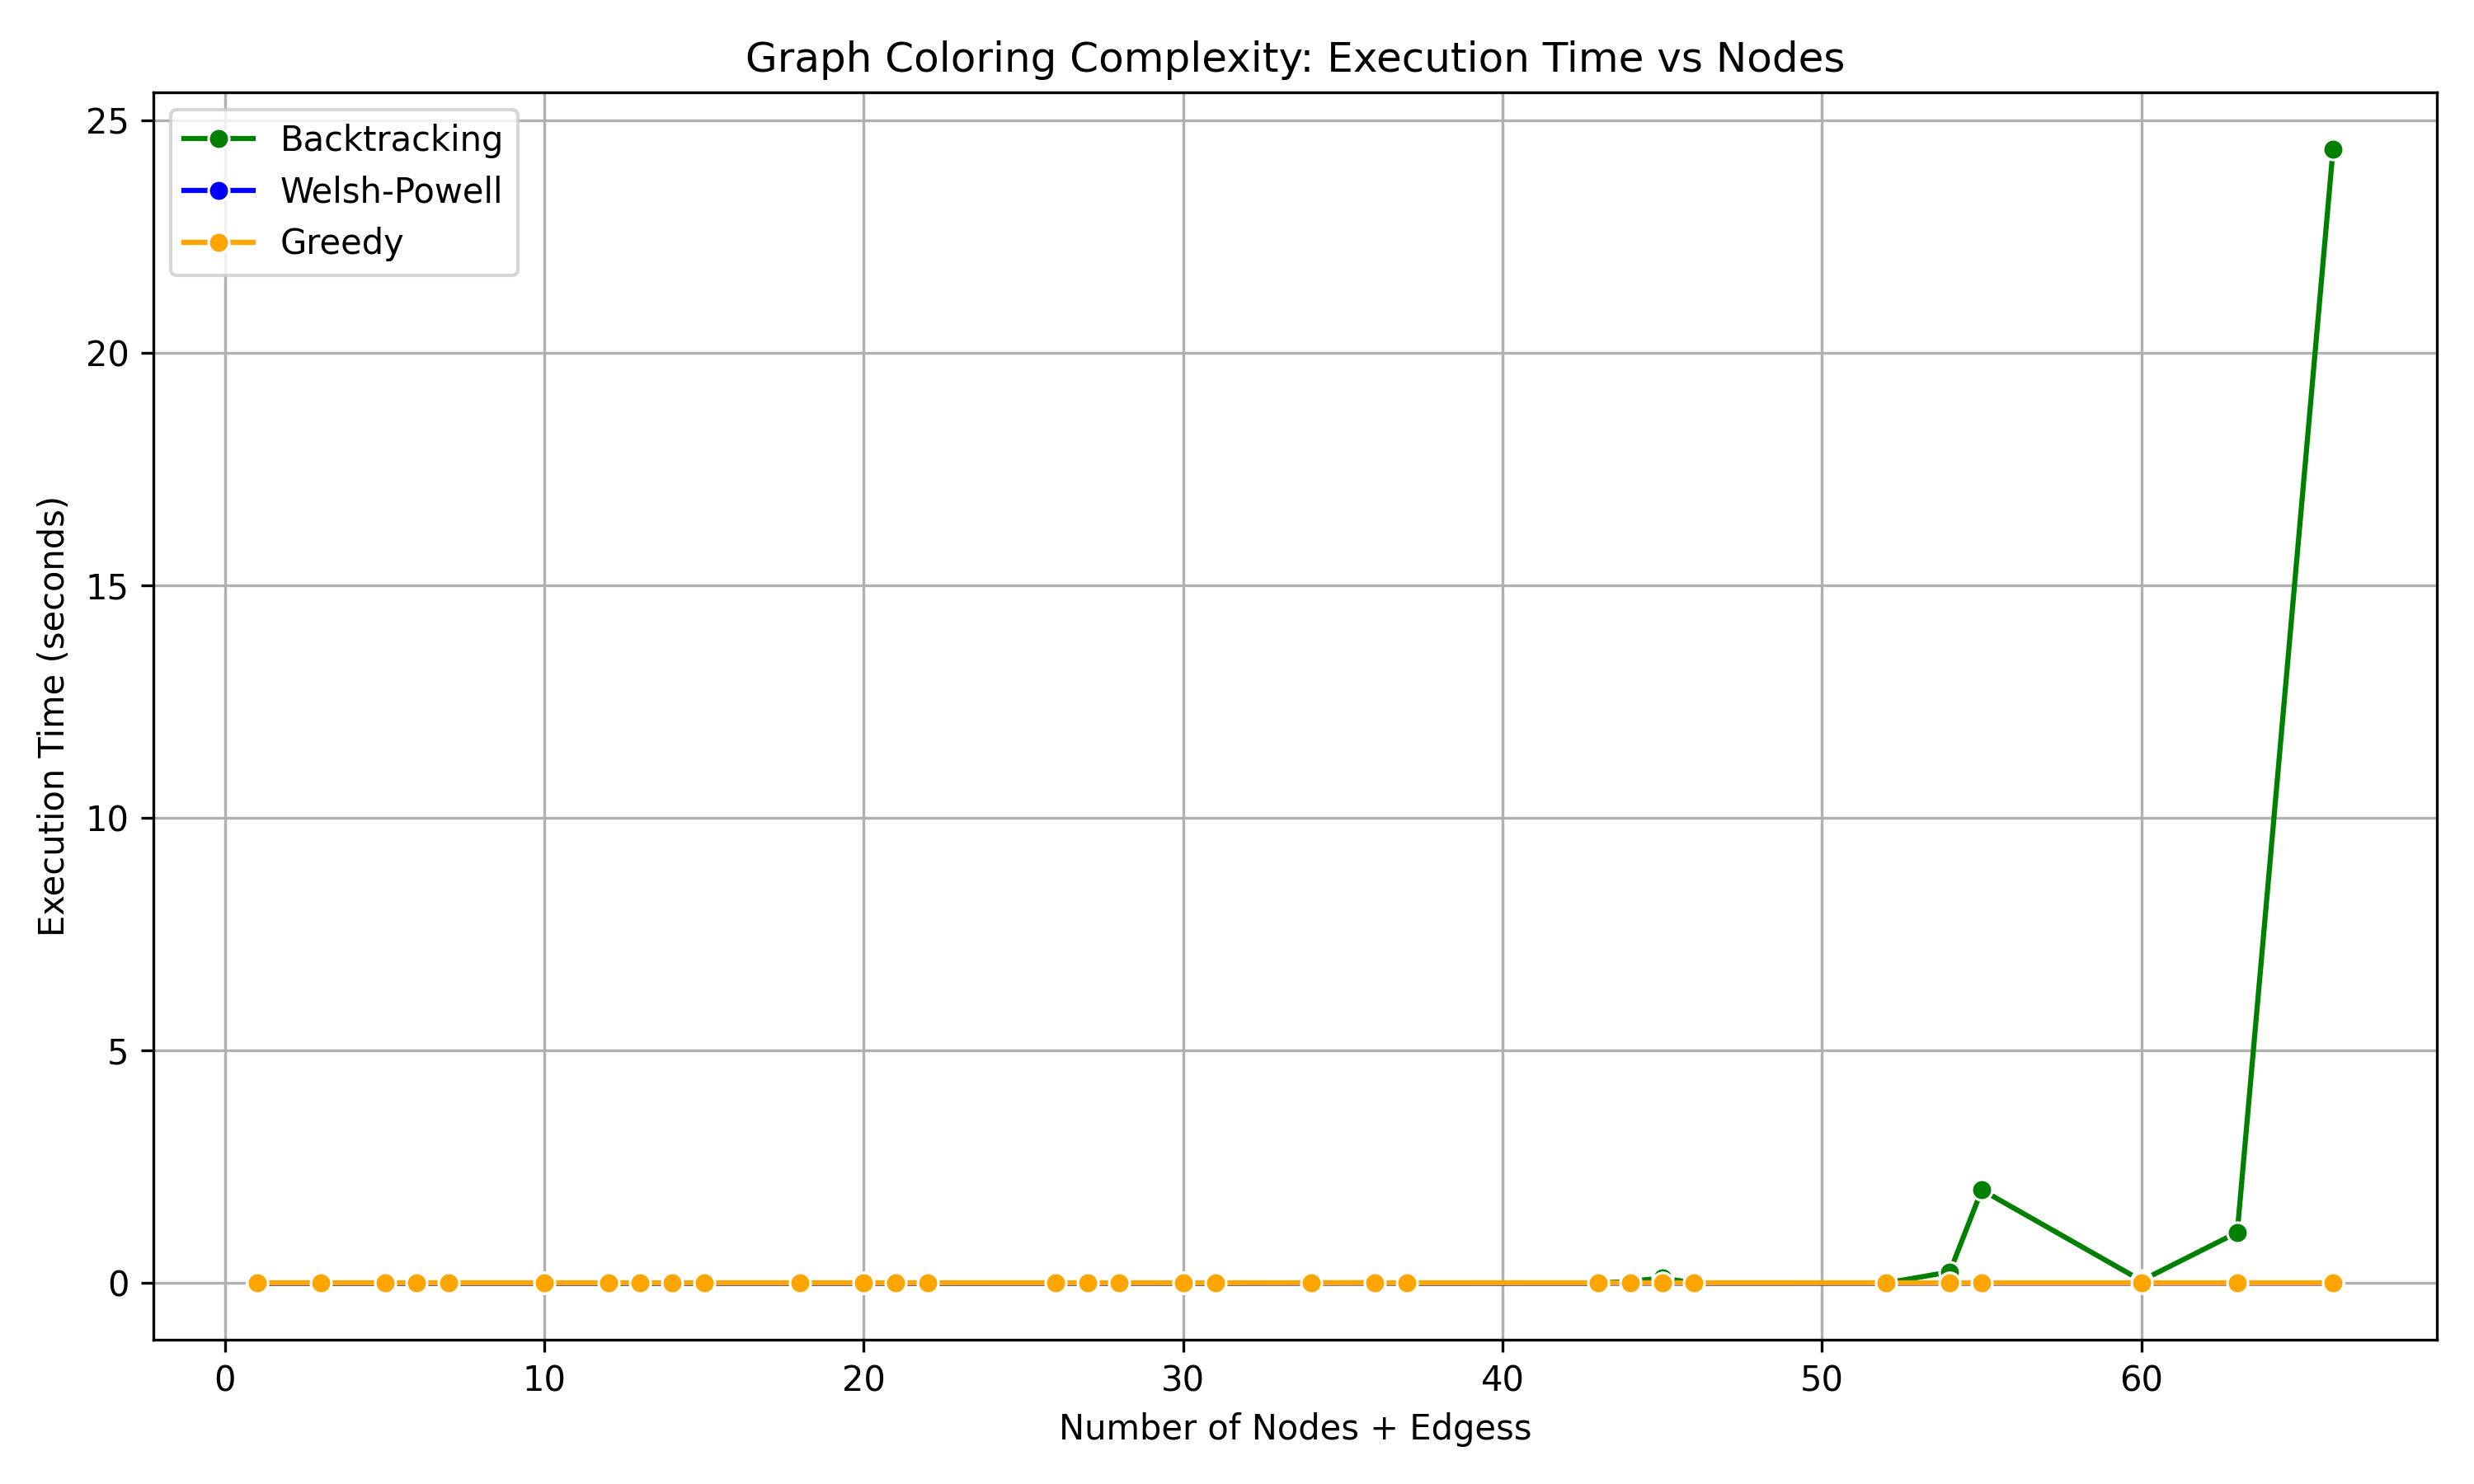 Graph Coloring Complexity: Execution Time vs Nodes
Backtracking
Welsh-Powell
Greedy
25
20
15
10
5
0
Execution Time (seconds)
0 10 20 30 40 50 60
Number of Nodes + Edgess